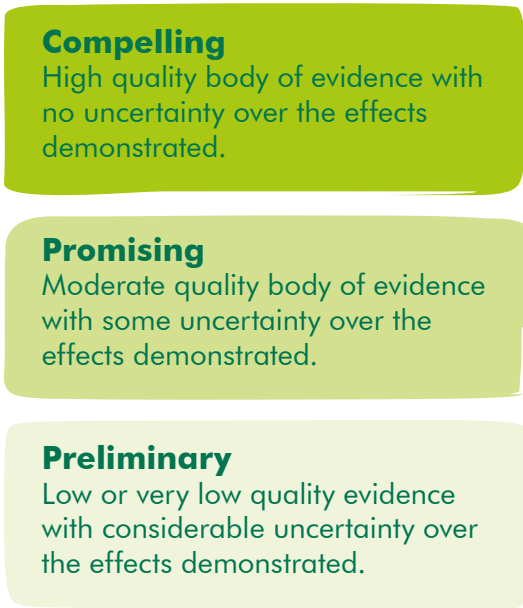 Compelling
High quality body of evidence with
no uncertainty over the effects
demonstrated.
Promising
Moderate quality body of evidence
with some uncertainty over the
effects demonstrated.
Preliminary
Low or very low quality evidence
with considerable uncertainty over
the effects demonstrated.